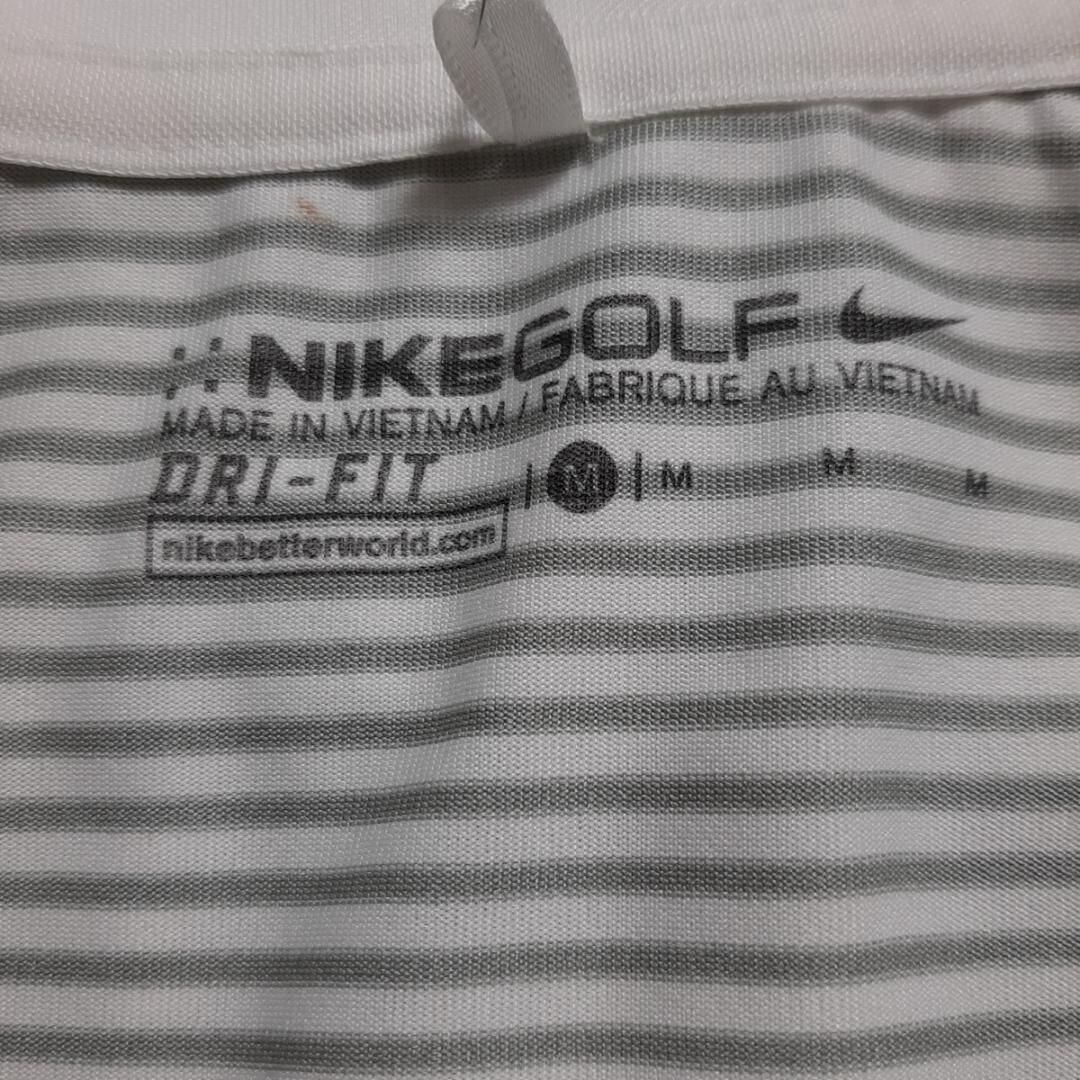 NIKEGOLF
MADE IN VIETNAM / FABRIQUE AU VIETNAM
DRI-FIT | M | M M M
nikebetterworld.com